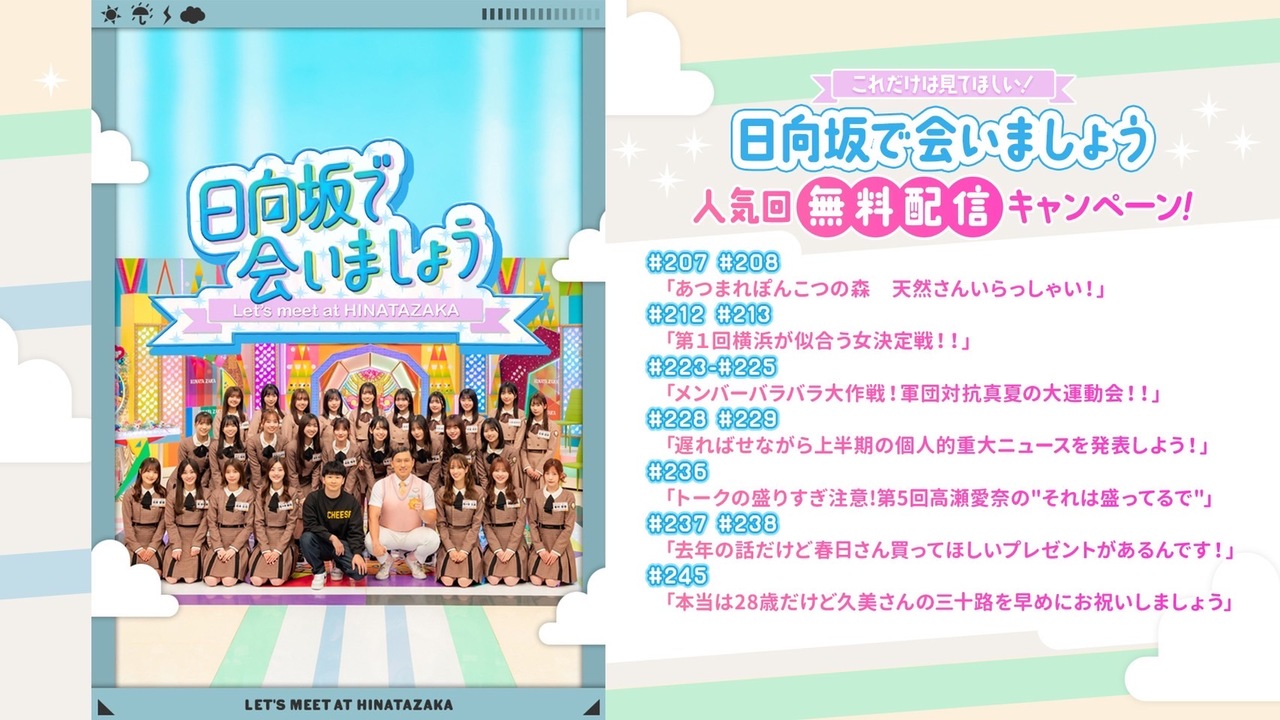 日向坂で
会いましょう
Let's meet at HINATAZAKA
CHEESE
LET'S MEET AT HINATAZAKA
これだけは見てほしい!
日向坂で会いましょう
人気回無料配信キャンペーン!
#207 #208
「あつまれぽんこつの森　天然さんいらっしゃい!」
#212 #213
「第１回横浜が似合う女決定戦!!」
#223-#225
「メンバーバラバラ大作戦!軍団対抗真夏の大運動会!!」
#228 #229
「遅ればせながら上半期の個人的重大ニュースを発表しよう!」
#236
「トークの盛りすぎ注意!第5回高瀬愛奈の"それは盛ってるで"」
#237 #238
「去年の話だけど春日さん買ってほしいプレゼントがあるんです!」
#245
「本当は28歳だけど久美さんの三十路を早めにお祝いしましょう」